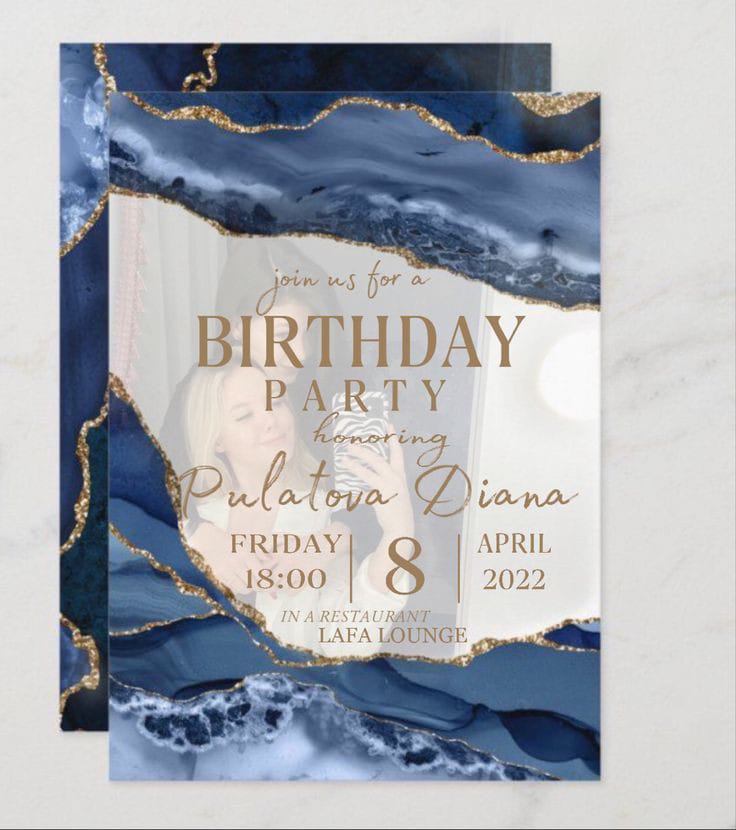 join us for a
BIRTHDAY
PARTY
honoring
Pulatova Diana
FRIDAY
18:00
8
APRIL
2022
IN A RESTAURANT
LAFA LOUNGE